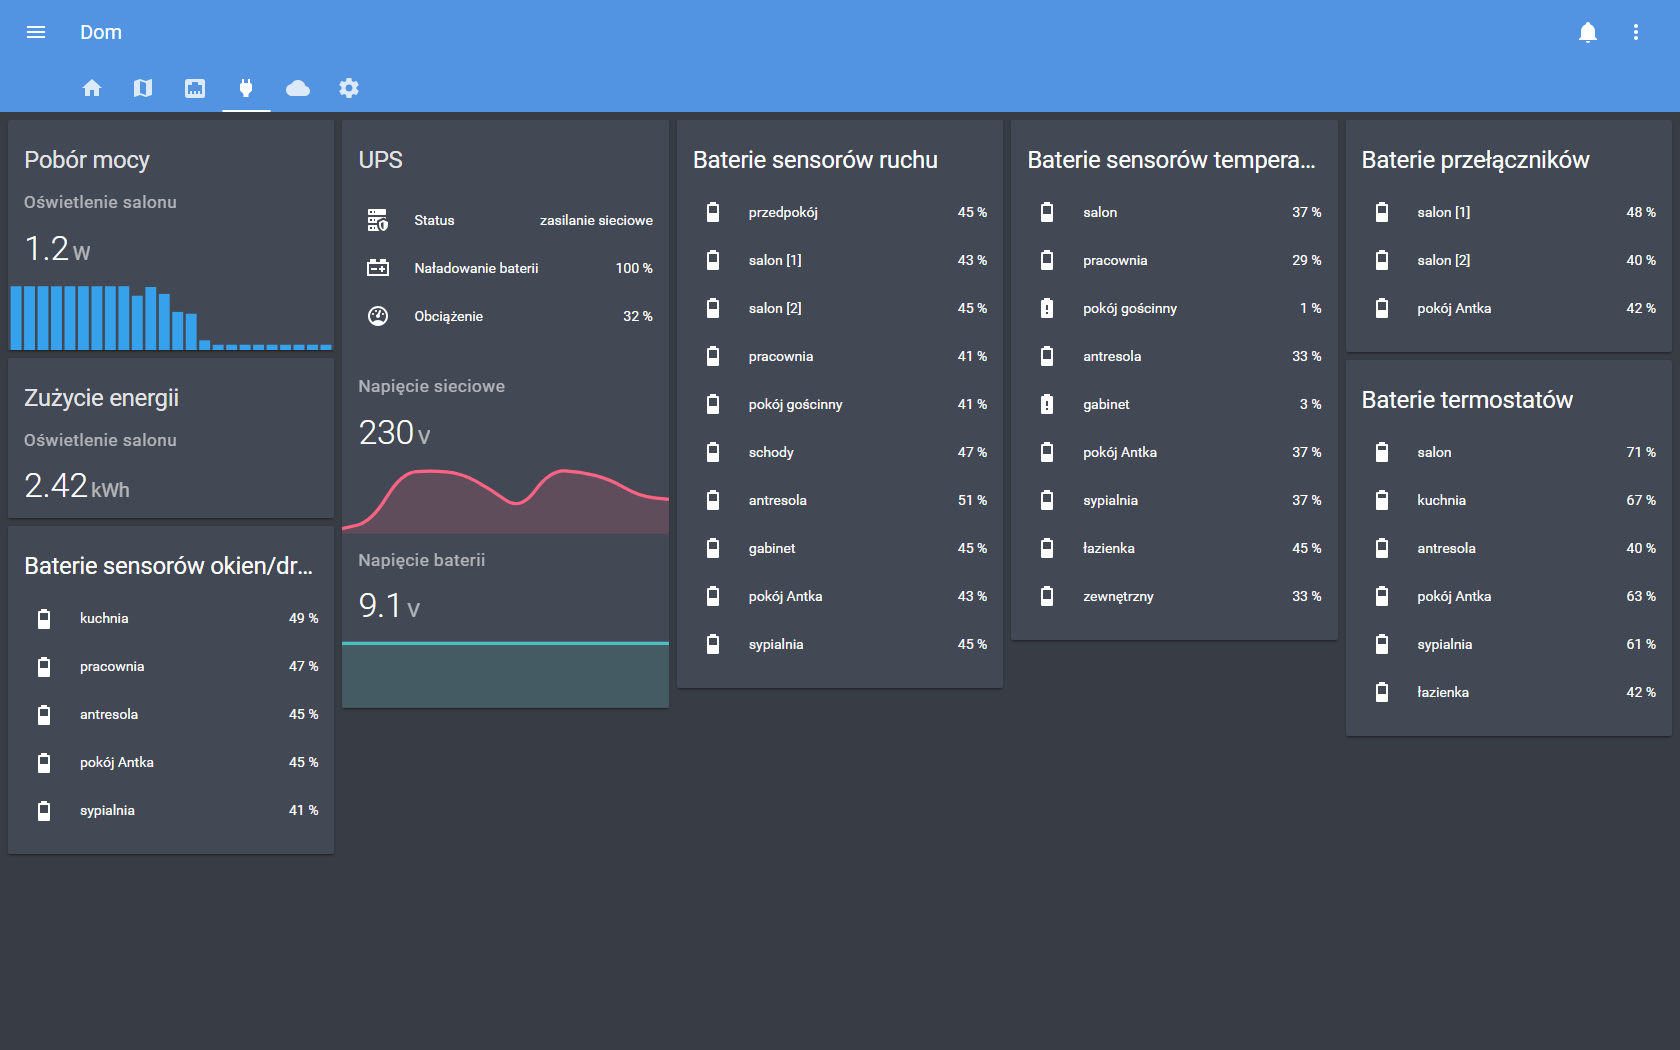 Dom
Pobór mocy
Oświetlenie salonu
1.2 W
Zużycie energii
Oświetlenie salonu
2.42 kWh
Baterie sensorów okien/dr...
kuchnia 49 %
pracownia 47 %
antresola 45 %
pokój Antka 45 %
sypialnia 41 %
UPS
Status zasilanie sieciowe
Naładowanie baterii 100 %
Obciążenie 32 %
Napięcie sieciowe
230 V
Napięcie baterii
9.1 V
Baterie sensorów ruchu
przedpokój 45 %
salon [1] 43 %
salon [2] 45 %
pracownia 41 %
pokój gościnny 41 %
schody 47 %
antresola 51 %
gabinet 45 %
pokój Antka 43 %
sypialnia 45 %
Baterie sensorów tempera...
salon 37 %
pracownia 29 %
pokój gościnny 1 %
antresola 33 %
gabinet 3 %
pokój Antka 37 %
sypialnia 37 %
łazienka 45 %
zewnętrzny 33 %
Baterie przełączników
salon [1] 48 %
salon [2] 40 %
pokój Antka 42 %
Baterie termostatów
salon 71 %
kuchnia 67 %
antresola 40 %
pokój Antka 63 %
sypialnia 61 %
łazienka 42 %